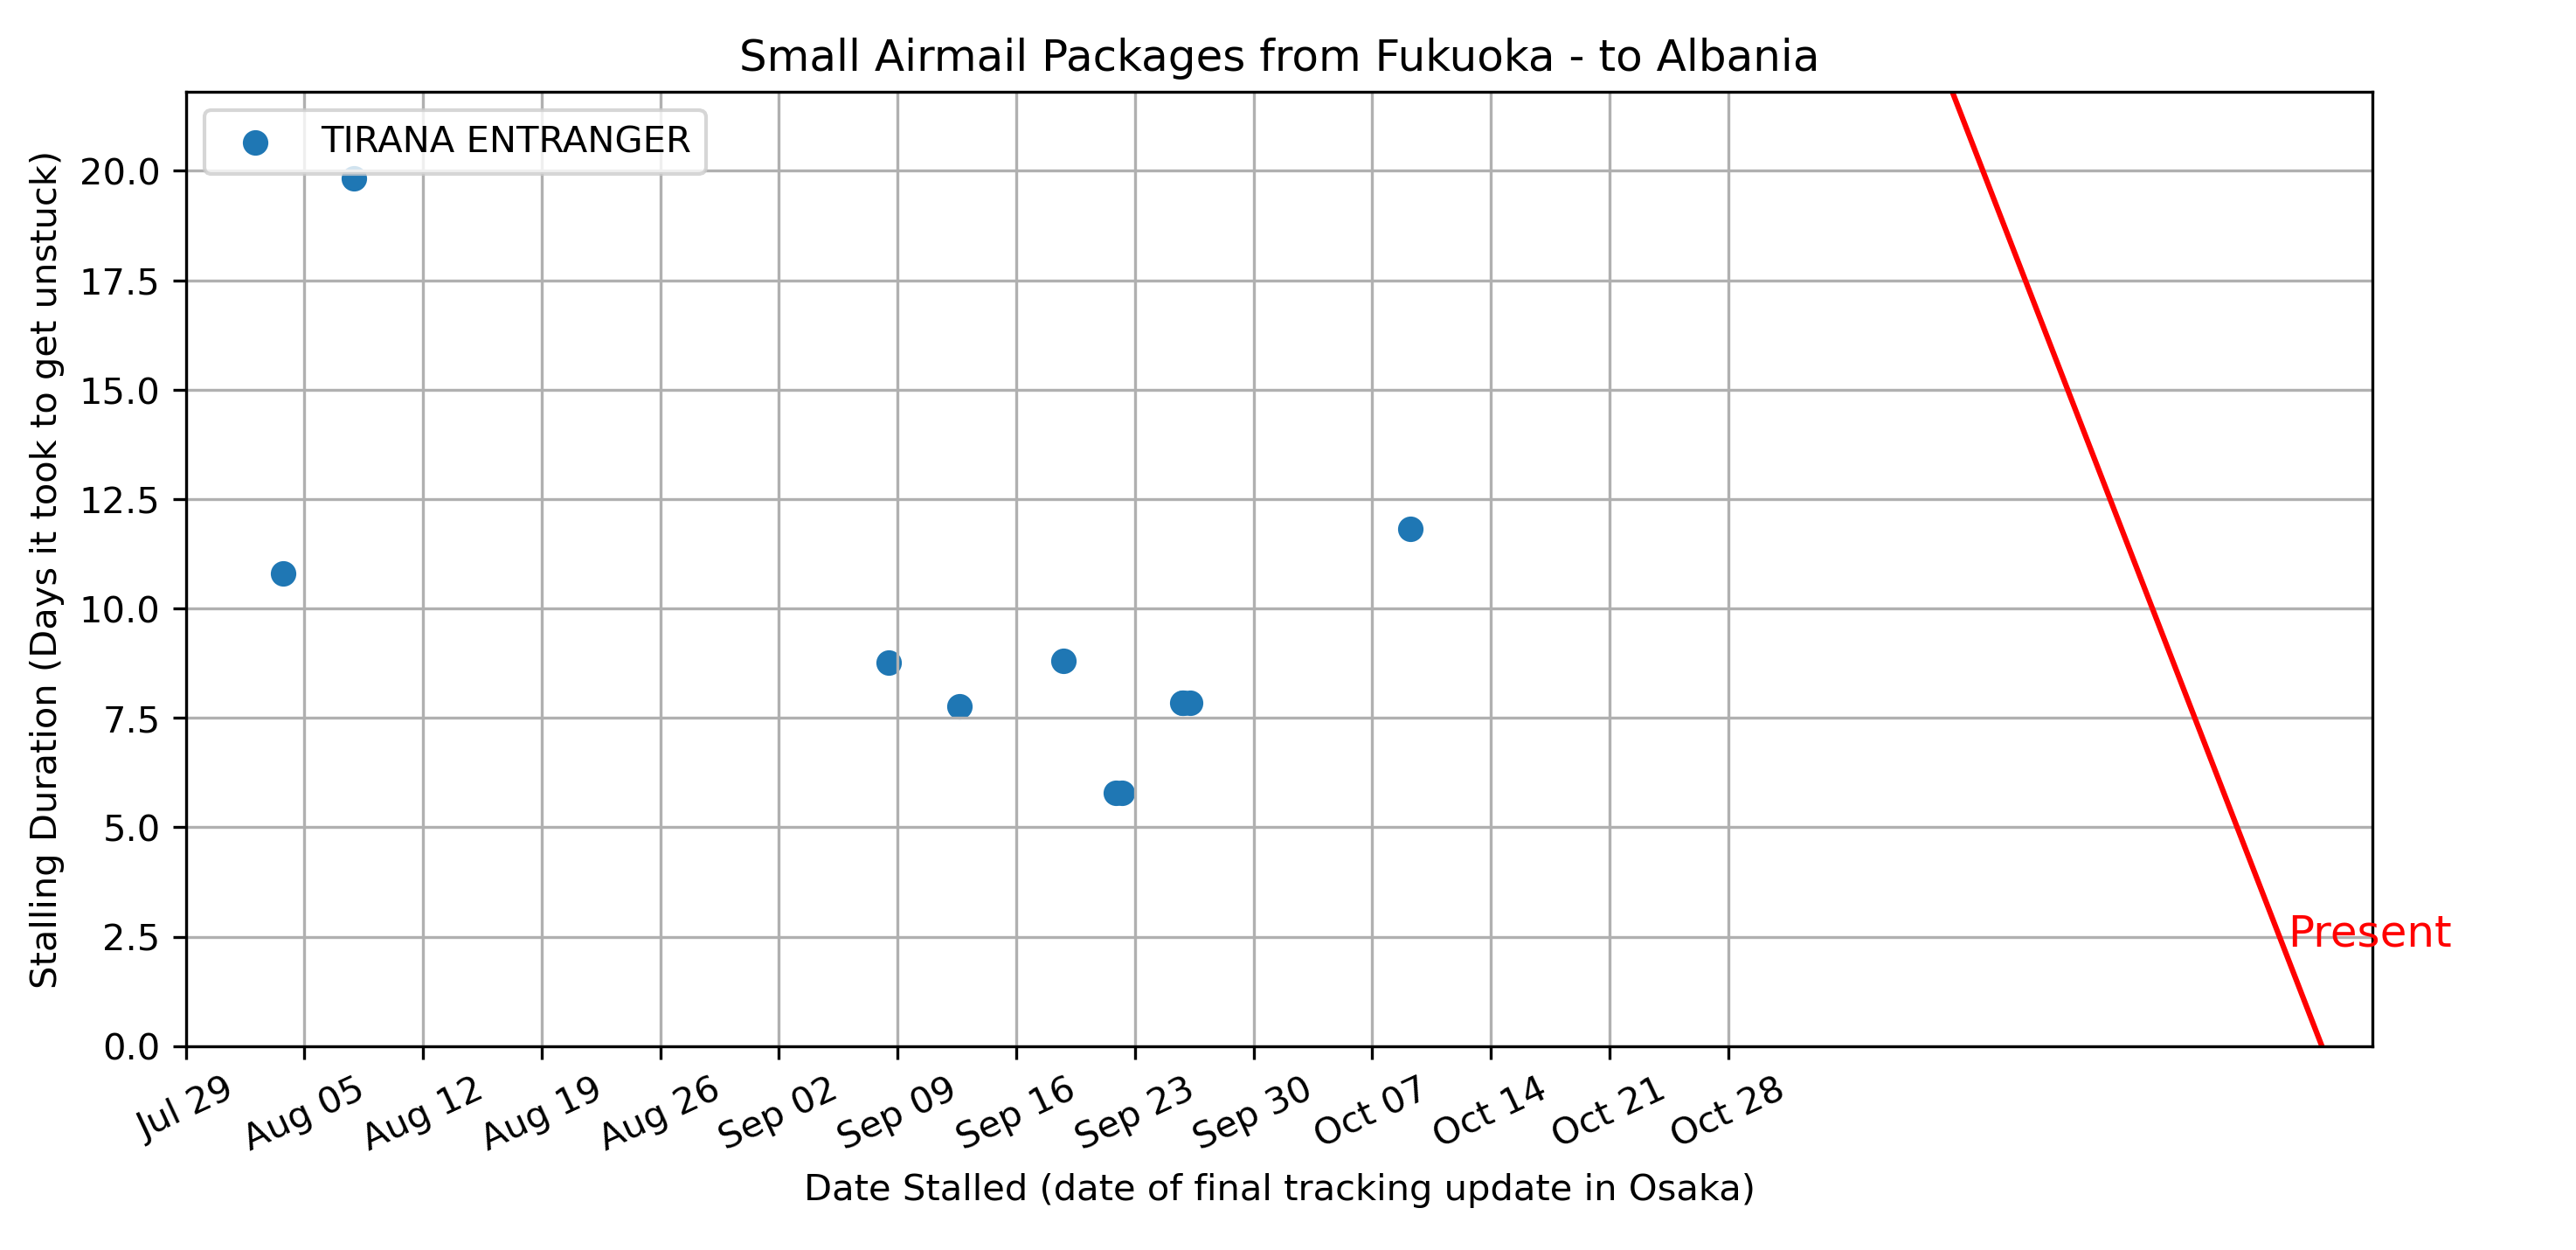 Small Airmail Packages from Fukuoka - to Albania
TIRANA ENTRANGER
Stalling Duration (Days it took to get unstuck)
20.0
17.5
15.0
12.5
10.0
7.5
5.0
2.5
0.0
Present
Jul 29
Aug 05
Aug 12
Aug 19
Aug 26
Sep 02
Sep 09
Sep 16
Sep 23
Sep 30
Oct 07
Oct 14
Oct 21
Oct 28
Date Stalled (date of final tracking update in Osaka)